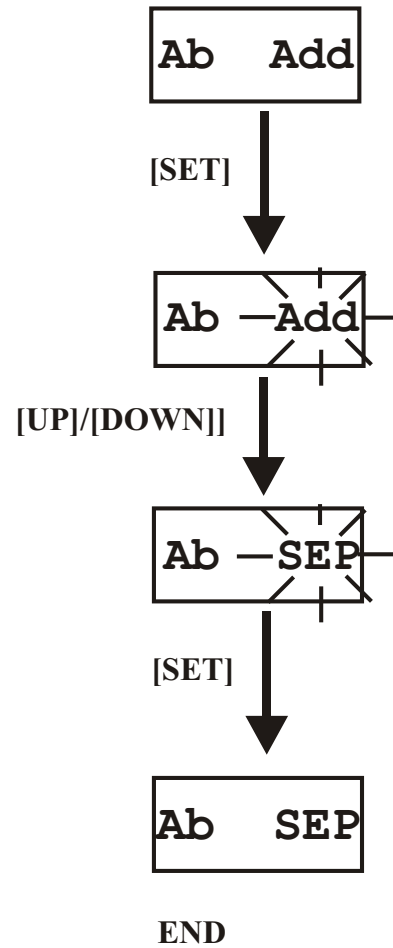 Ab Add
[SET]
Ab Add
[UP]/[DOWN]]
Ab SEP
[SET]
Ab SEP
END